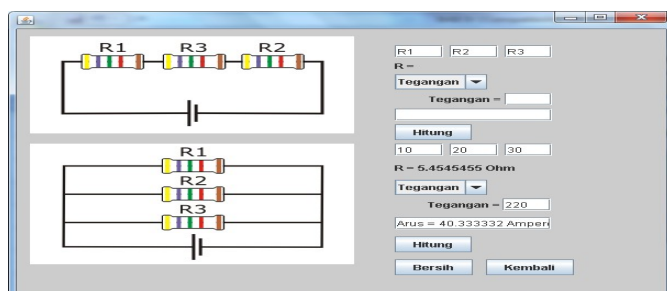 R1 R3 R2
R1
R2
R3
R1 R2 R3
R =
Tegangan
Tegangan =
Hitung
10 20 30
R = 5.4545455 Ohm
Tegangan
Tegangan = 220
Arus = 40.333332 Amper
Hitung
Bersih Kembali